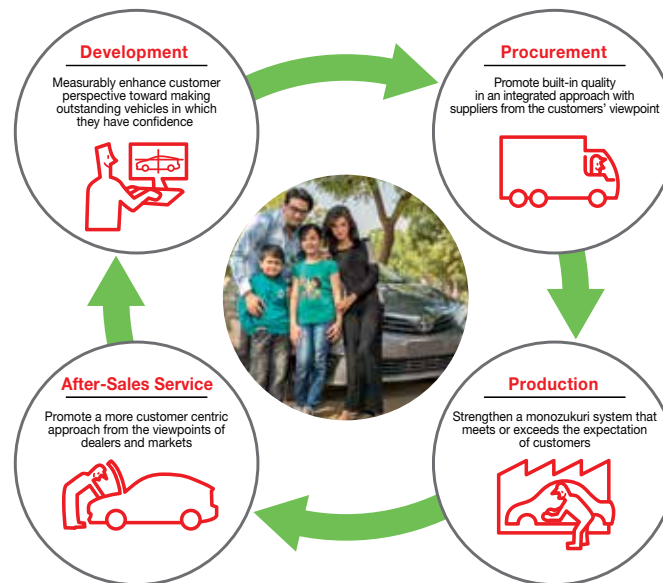 Development
Measurably enhance customer
perspective toward making
outstanding vehicles in which
they have confidence
Procurement
Promote built-in quality
in an integrated approach with
suppliers from the customers' viewpoint
After-Sales Service
Promote a more customer centric
approach from the viewpoints of
dealers and markets
Production
Strengthen a monozukuri system that
meets or exceeds the expectation
of customers